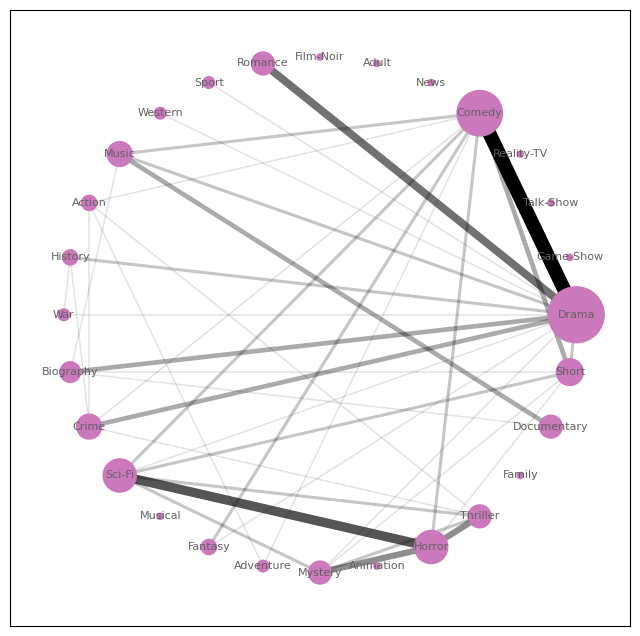 Film-Noir
Romance
Adult
Sport
News
Western
Comedy
Music
Reality-TV
Action
Talk-Show
History
Game-Show
War
Drama
Biography
Short
Crime
Documentary
Sci-Fi
Family
Musical
Thriller
Fantasy
Horror
Adventure
Animation
Mystery